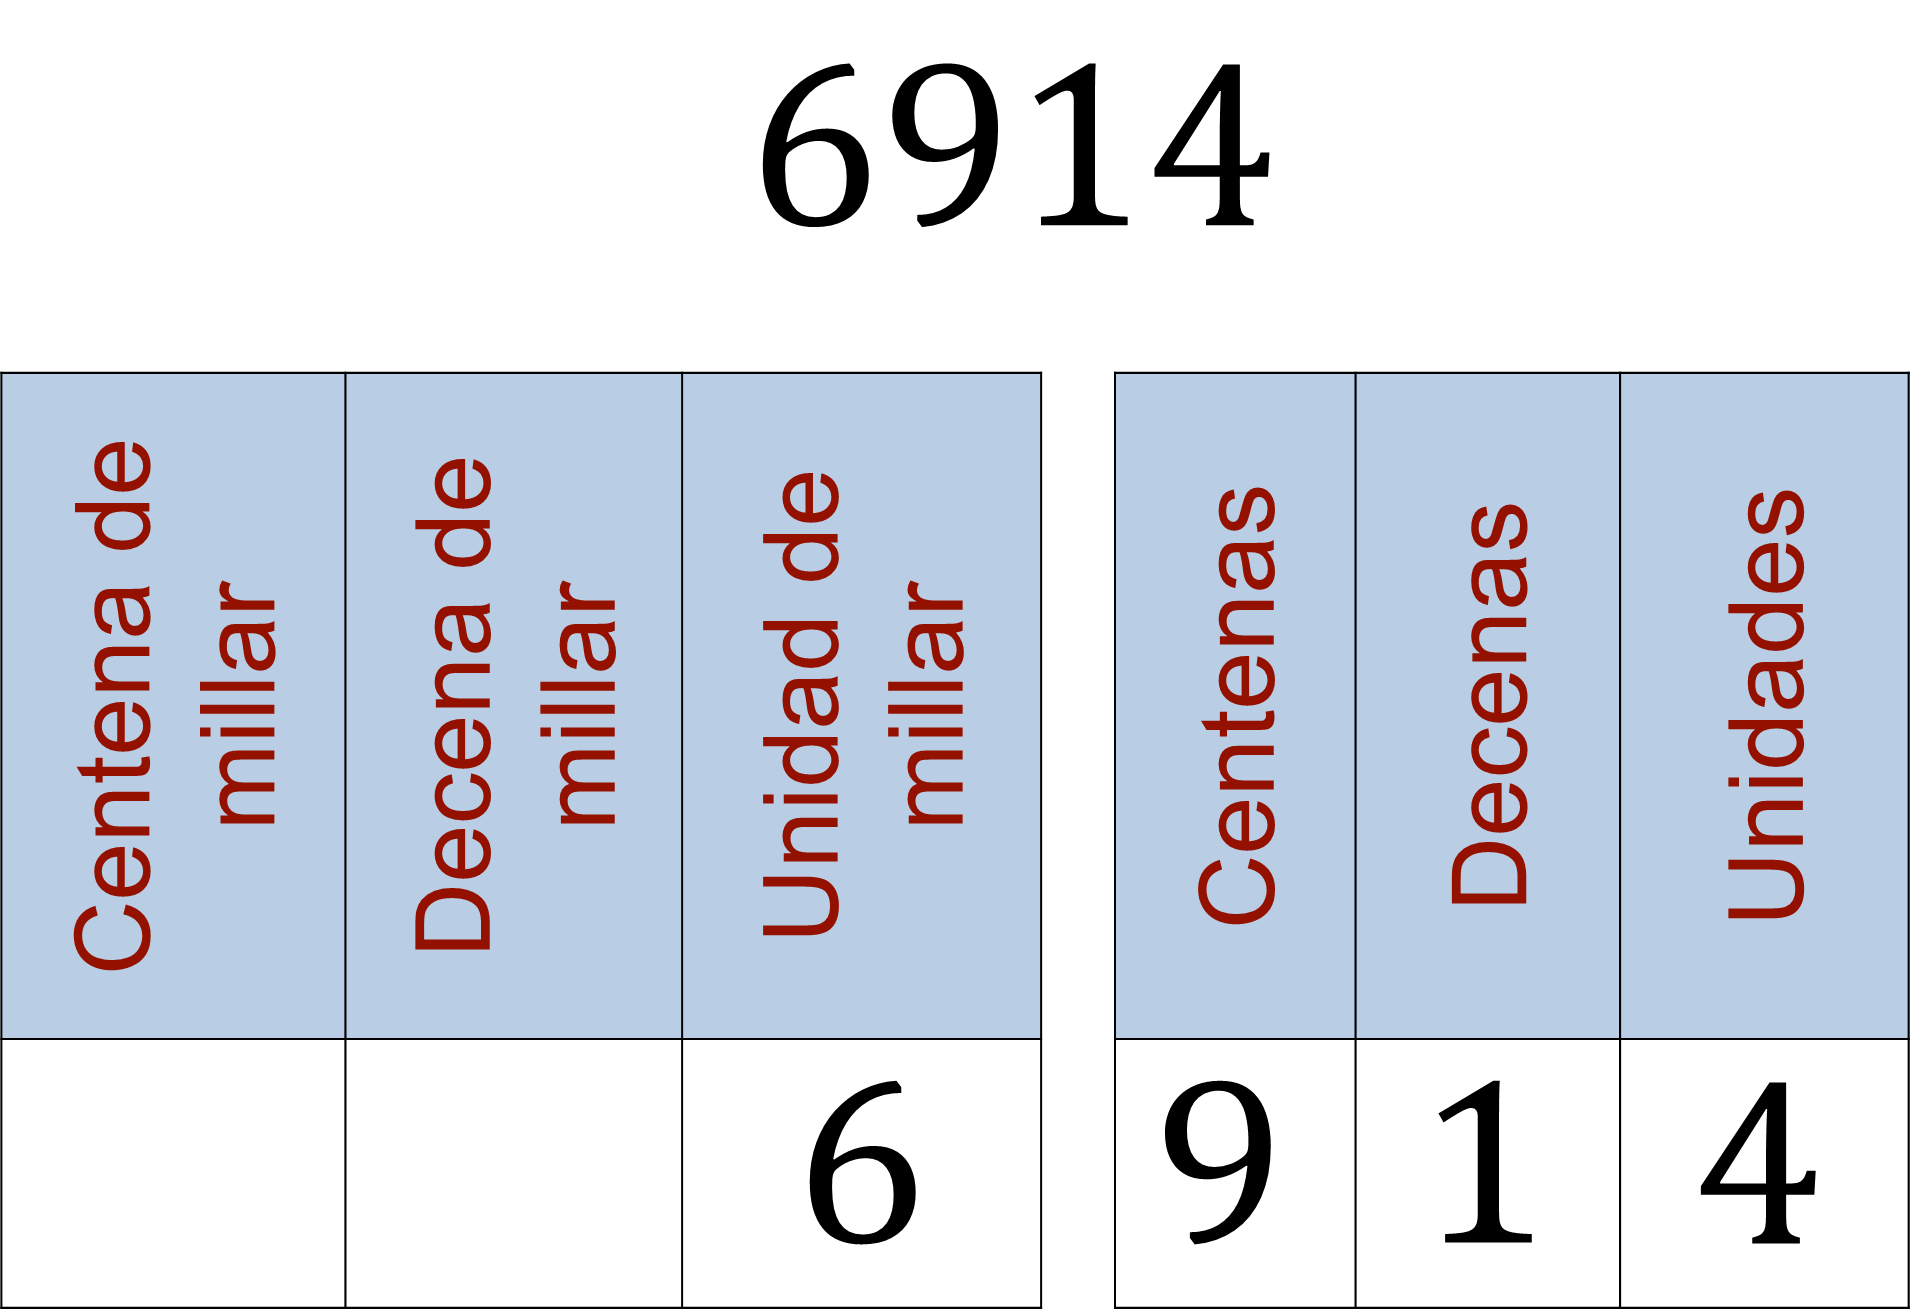 6914
Centena de
millar
Decena de
millar
Unidad de
millar
Centenas
Decenas
Unidades
6
9
1
4